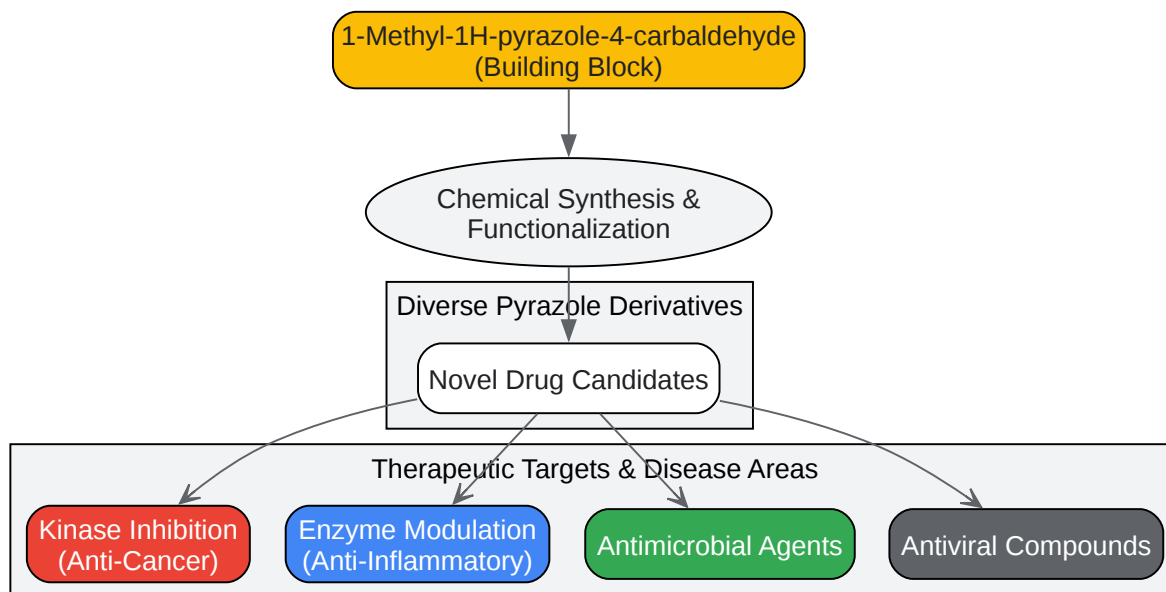 1-Methyl-1H-pyrazole-4-carbaldehyde
(Building Block)
Chemical Synthesis &
Functionalization
Diverse Pyrazole Derivatives
Novel Drug Candidates
Therapeutic Targets & Disease Areas
Kinase Inhibition
(Anti-Cancer)
Enzyme Modulation
(Anti-Inflammatory)
Antimicrobial Agents
Antiviral Compounds